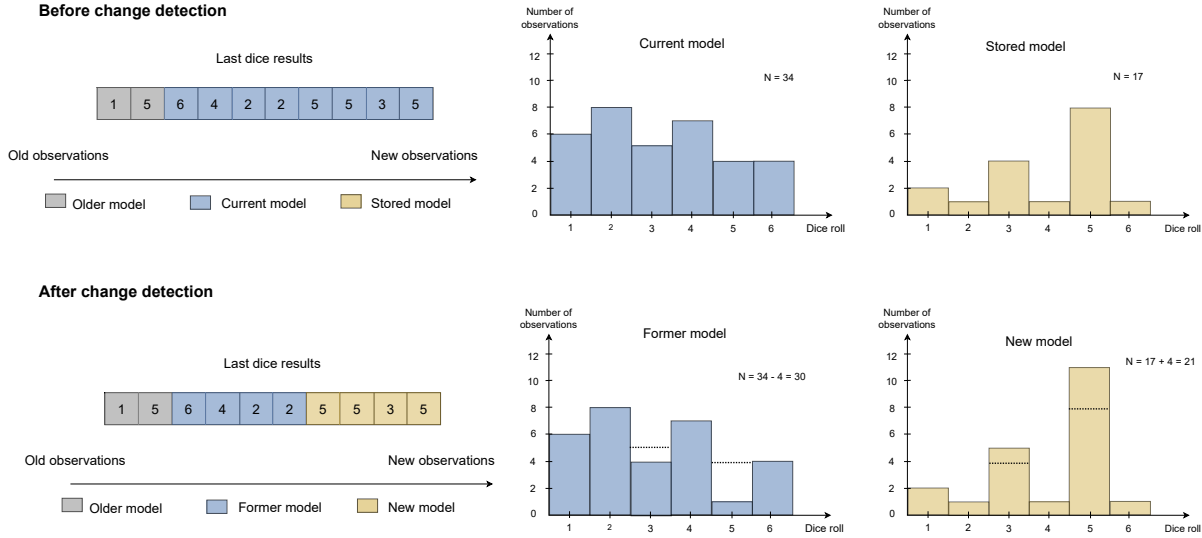 Before change detection
Last dice results
1 5 6 4 2 2 5 5 3 5
Old observations New observations
Older model Current model Stored model
Number of
observations
Current model
N = 34
12
10
8
6
4
2
0
1 2 3 4 5 6 Dice roll
Number of
observations
Stored model
N = 17
12
10
8
6
4
2
0
1 2 3 4 5 6 Dice roll
After change detection
Last dice results
1 5 6 4 2 2 5 5 3 5
Old observations New observations
Older model Former model New model
Number of
observations
Former model
N = 34 - 4 = 30
12
10
8
6
4
2
0
1 2 3 4 5 6 Dice roll
Number of
observations
New model
N = 17 + 4 = 21
12
10
8
6
4
2
0
1 2 3 4 5 6 Dice roll